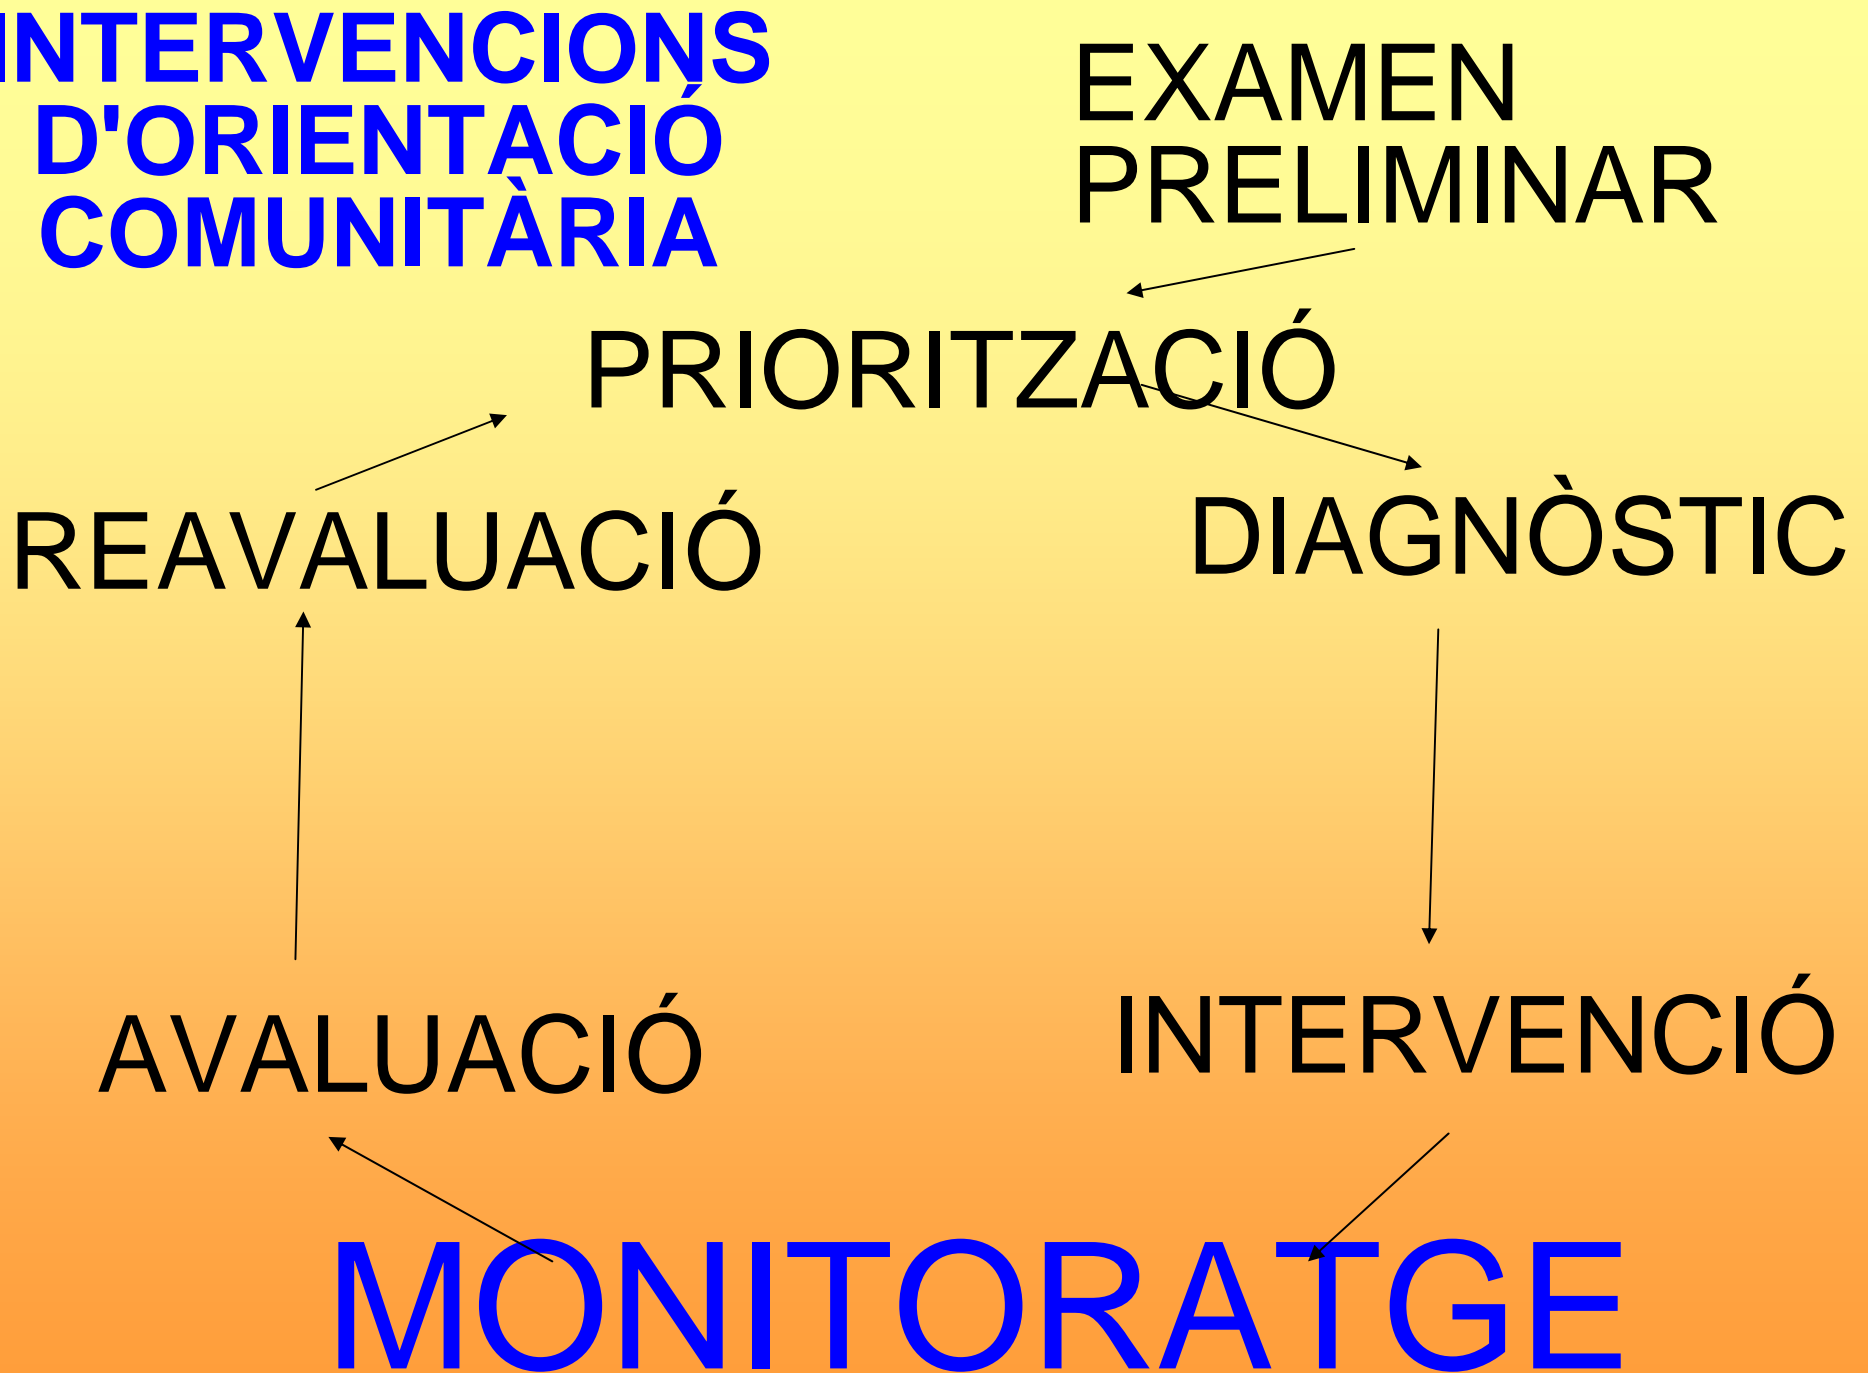 INTERVENCIONS
D'ORIENTACIÓ
COMUNITÀRIA
EXAMEN
PRELIMINAR
PRIORITZACIÓ
REAVALUACIÓ
DIAGNÒSTIC
AVALUACIÓ
INTERVENCIÓ
MONITORATGE